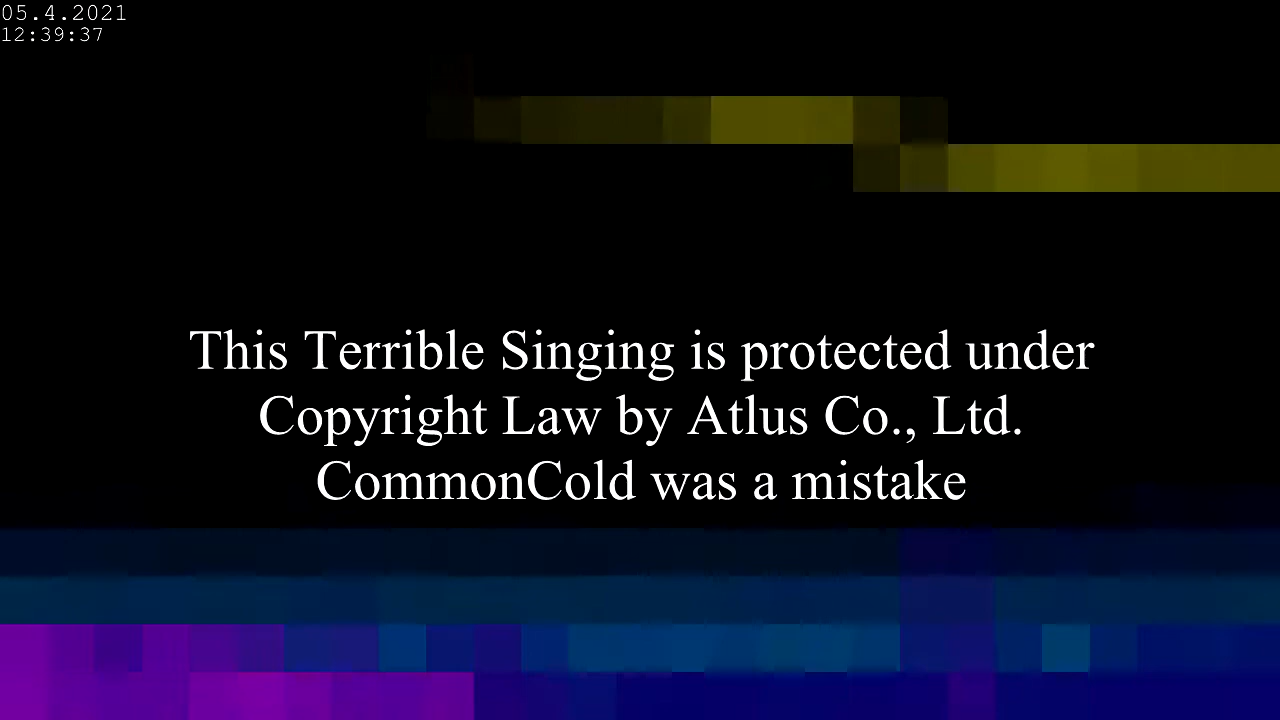 05.4.2021
12:39:37
This Terrible Singing is protected under
Copyright Law by Atlus Co., Ltd.
CommonCold was a mistake